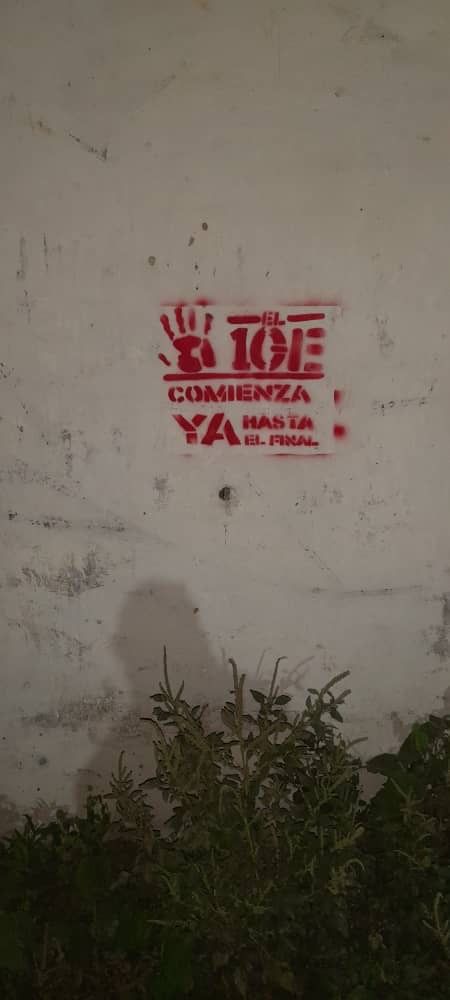 EL
10E
COMIENZA
YA HASTA
EL FINAL